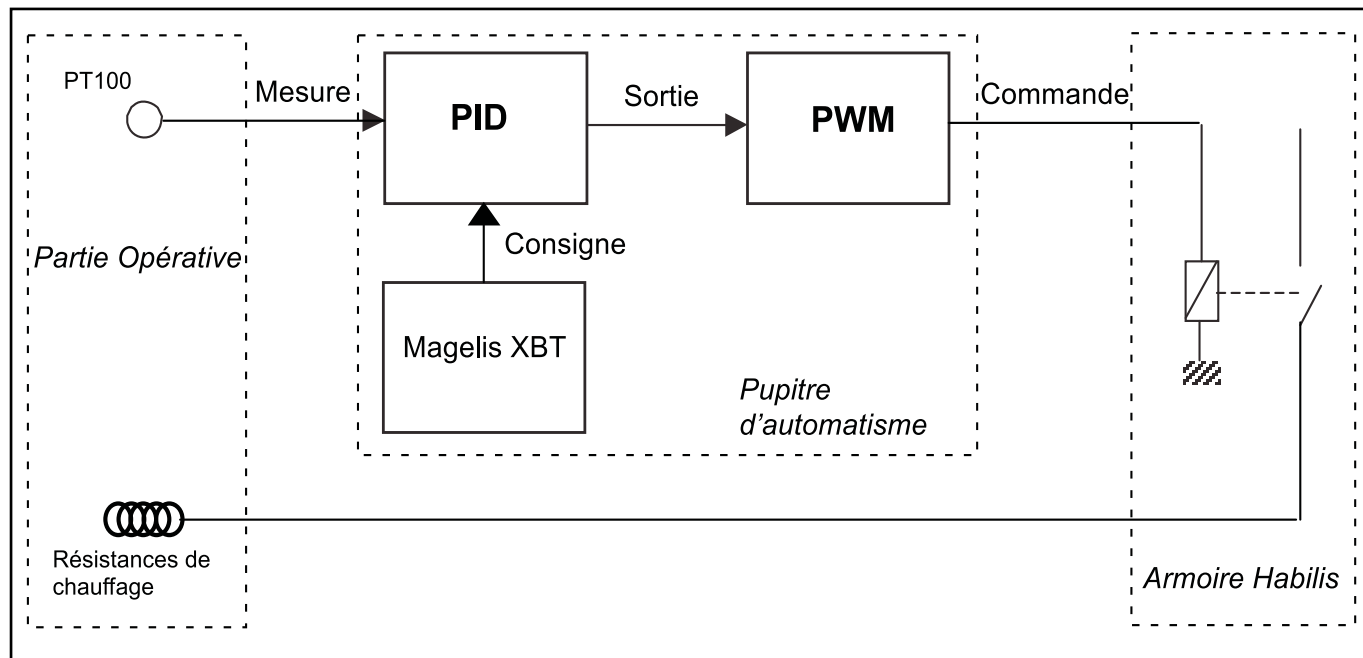 PT100
Mesure
PID
Sortie
PWM
Commande
Partie Opérative
Consigne
Magelis XBT
Pupitre
d'automatisme
Résistances de
chauffage
Armoire Habilis